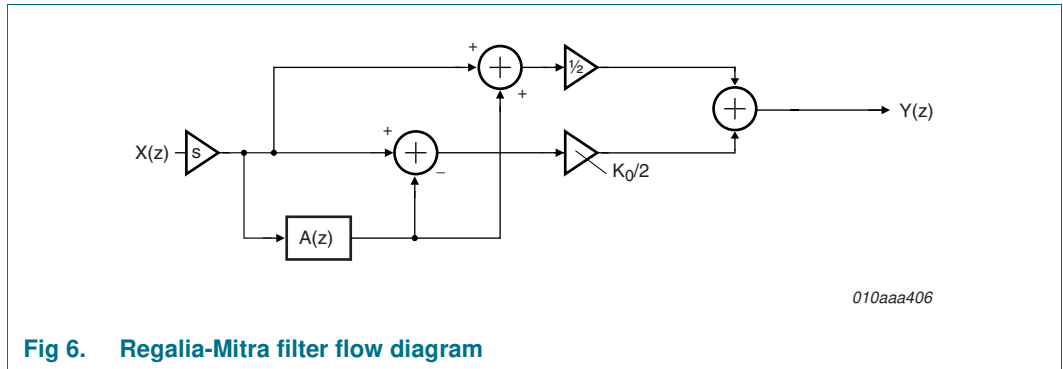 +
+
½
X(z)
s
+
Y(z)
−
K0/2
A(z)
010aaa406
Fig 6. Regalia-Mitra filter flow diagram